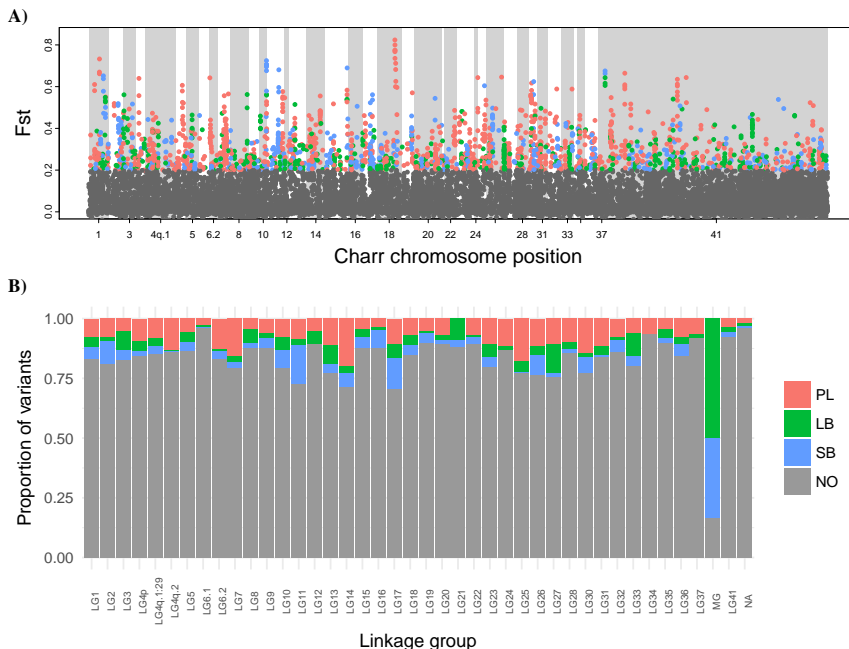 A)
0.8
0.6
0.4
0.2
0.0
Fst
1 3 4q.1 5 6.2 8 10 12 14 16 18 20 22 24 28 31 33 37 41
Charr chromosome position
B)
1.00
0.75
0.50
0.25
0.00
Proportion of variants
PL
LB
SB
NO
LG1 LG2 LG3 LG4p LG4q.1:29 LG4q.2 LG5 LG6.1 LG6.2 LG7 LG8 LG9 LG10 LG11 LG12 LG13 LG14 LG15 LG16 LG17 LG18 LG19 LG20 LG21 LG22 LG23 LG24 LG25 LG26 LG27 LG28 LG30 LG31 LG32 LG33 LG34 LG35 LG36 LG37 MG LG41 NA
Linkage group